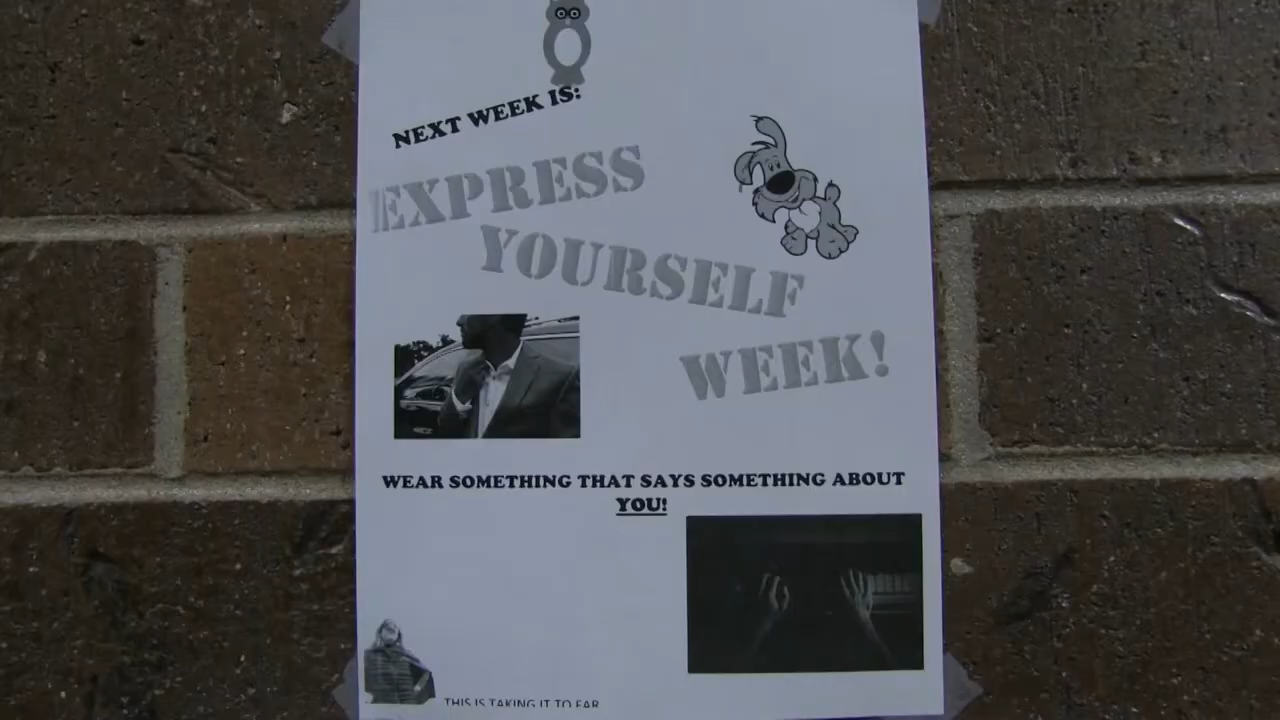 NEXT WEEK IS:
EXPRESS
YOURSELF
WEEK!
WEAR SOMETHING THAT SAYS SOMETHING ABOUT
YOU!
THIS IS TAKING IT TO FAR